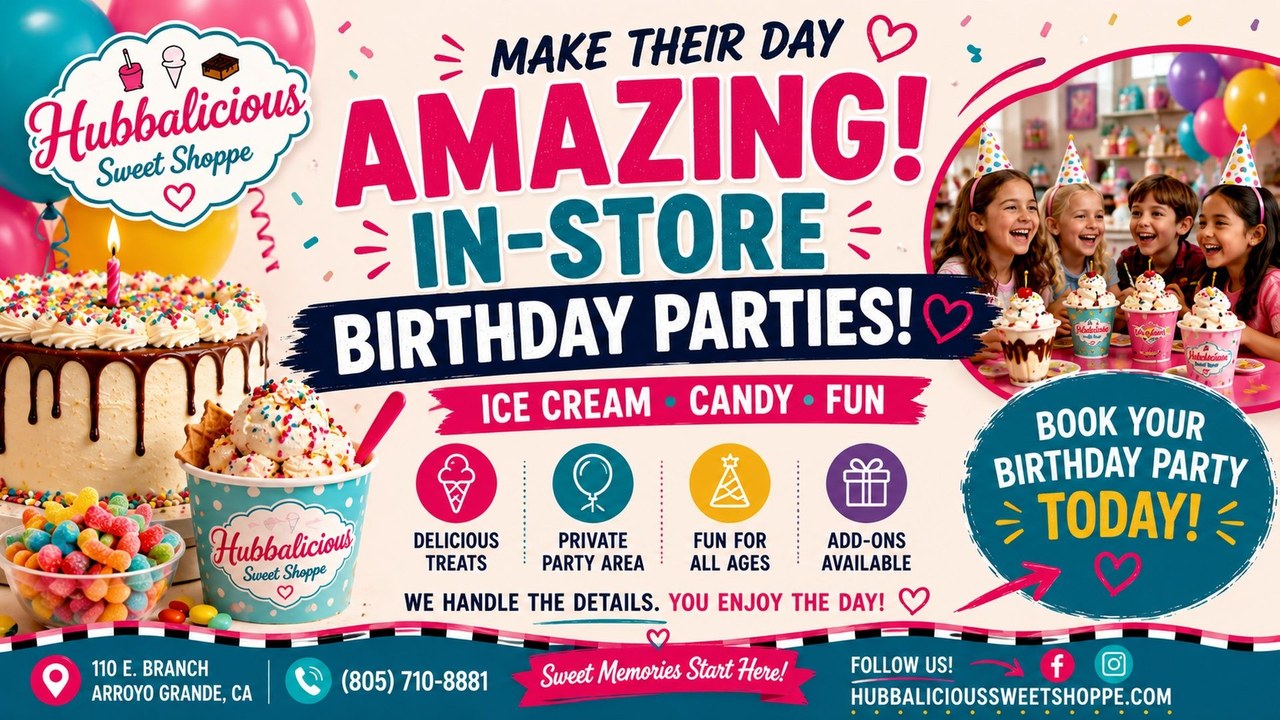 Hubbalicious
Sweet Shoppe
MAKE THEIR DAY
AMAZING!
IN-STORE
BIRTHDAY PARTIES!
ICE CREAM • CANDY • FUN
DELICIOUS
TREATS
PRIVATE
PARTY AREA
FUN FOR
ALL AGES
ADD-ONS
AVAILABLE
WE HANDLE THE DETAILS. YOU ENJOY THE DAY!
BOOK YOUR
BIRTHDAY PARTY
TODAY!
Hubbalicious
Sweet Shoppe
110 E. BRANCH
ARROYO GRANDE, CA
(805) 710-8881
Sweet Memories Start Here!
FOLLOW US!
HUBBALICIOUSSWEETSHOPPE.COM